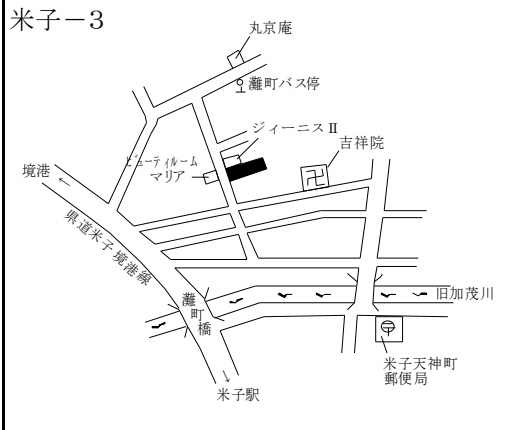 米子－3
丸京庵
灘町バス停
ジィーニスⅡ
吉祥院
ビューティルーム
マリア
境港
←
県道米子境港線
卍
灘町橋
旧加茂川
〒
米子天神町
郵便局
→
米子駅